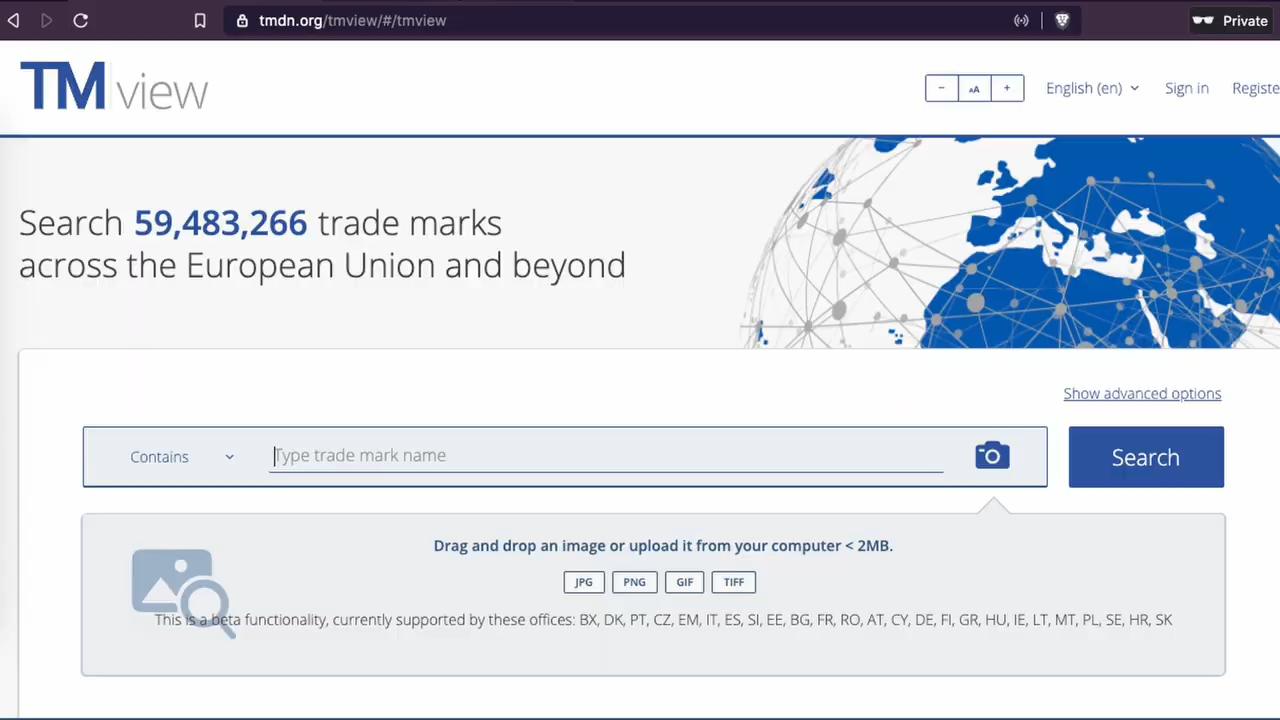 tmdn.org/tmview/#/tmview
Private
TM view
- AA +
English (en)
Sign in
Registe
Search 59,483,266 trade marks
across the European Union and beyond
Show advanced options
Contains
Type trade mark name
Search
Drag and drop an image or upload it from your computer < 2MB.
JPG PNG GIF TIFF
This is a beta functionality, currently supported by these offices: BX, DK, PT, CZ, EM, IT, ES, SI, EE, BG, FR, RO, AT, CY, DE, FI, GR, HU, IE, LT, MT, PL, SE, HR, SK